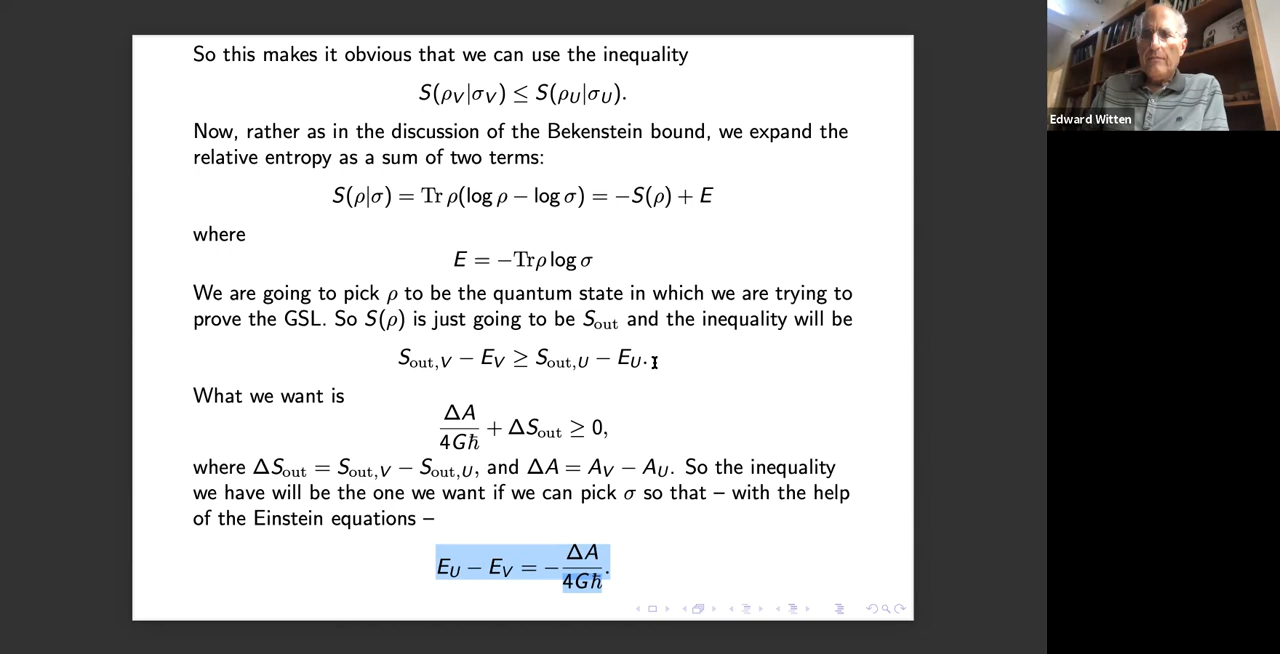 So this makes it obvious that we can use the inequality
S(ρ_V|σ_V) ≤ S(ρ_U|σ_U).
Now, rather as in the discussion of the Bekenstein bound, we expand the
relative entropy as a sum of two terms:
S(ρ|σ) = Tr ρ(log ρ − log σ) = −S(ρ) + E
where
E = −Trρ log σ
We are going to pick ρ to be the quantum state in which we are trying to
prove the GSL. So S(ρ) is just going to be S_out and the inequality will be
S_out,V − E_V ≥ S_out,U − E_U.
What we want is
ΔA/4Għ + ΔS_out ≥ 0,
where ΔS_out = S_out,V − S_out,U, and ΔA = A_V − A_U. So the inequality
we have will be the one we want if we can pick σ so that – with the help
of the Einstein equations –
E_U − E_V = −ΔA/4Għ.
Edward Witten